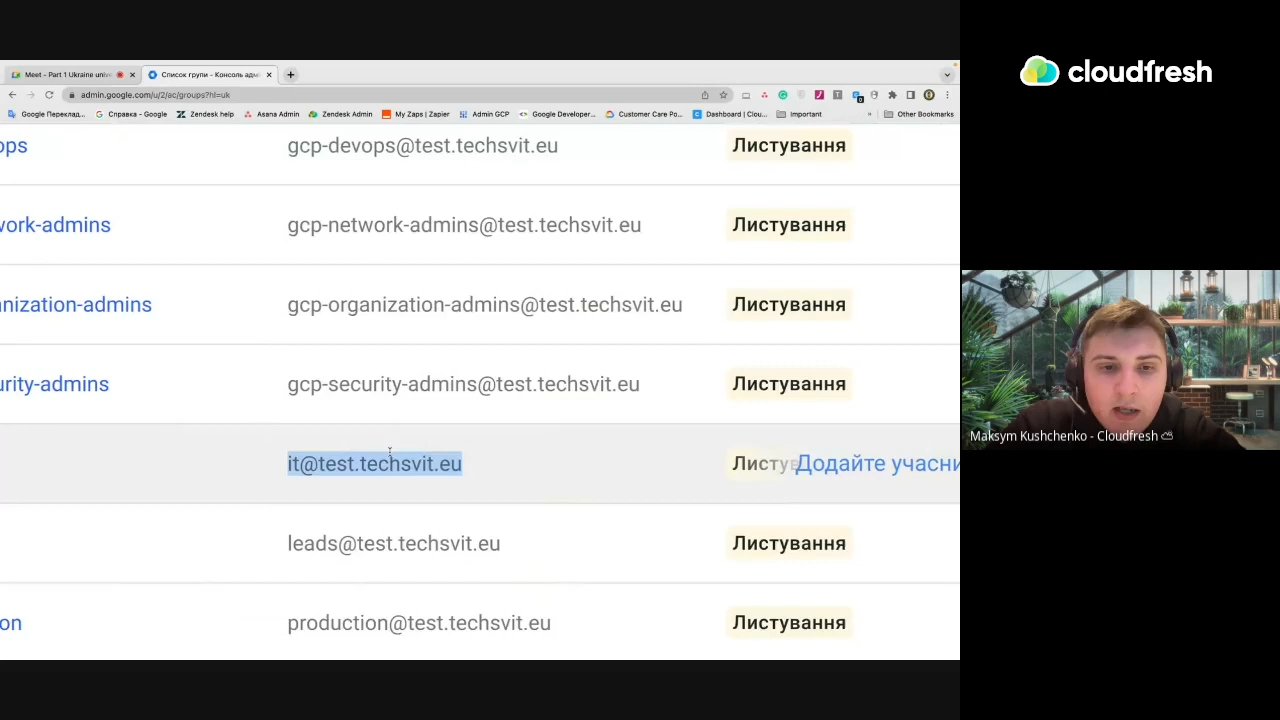 cloudfresh
Meet – Part 1 Ukraine univ
Список групи - Консоль адм
admin.google.com/u/2/ac/groups?hl=uk
Google Переклад...
Справка - Google
Zendesk help
Asana Admin
Zendesk Admin
My Zaps | Zapier
Admin GCP
Google Developer...
Customer Care Po...
Dashboard | Clou...
Important
Other Bookmarks
ops gcp-devops@test.techsvit.eu Листування
work-admins gcp-network-admins@test.techsvit.eu Листування
nization-admins gcp-organization-admins@test.techsvit.eu Листування
urity-admins gcp-security-admins@test.techsvit.eu Листування
it@test.techsvit.eu Листув Додайте учасни
leads@test.techsvit.eu Листування
on production@test.techsvit.eu Листування
Maksym Kushchenko - Cloudfresh